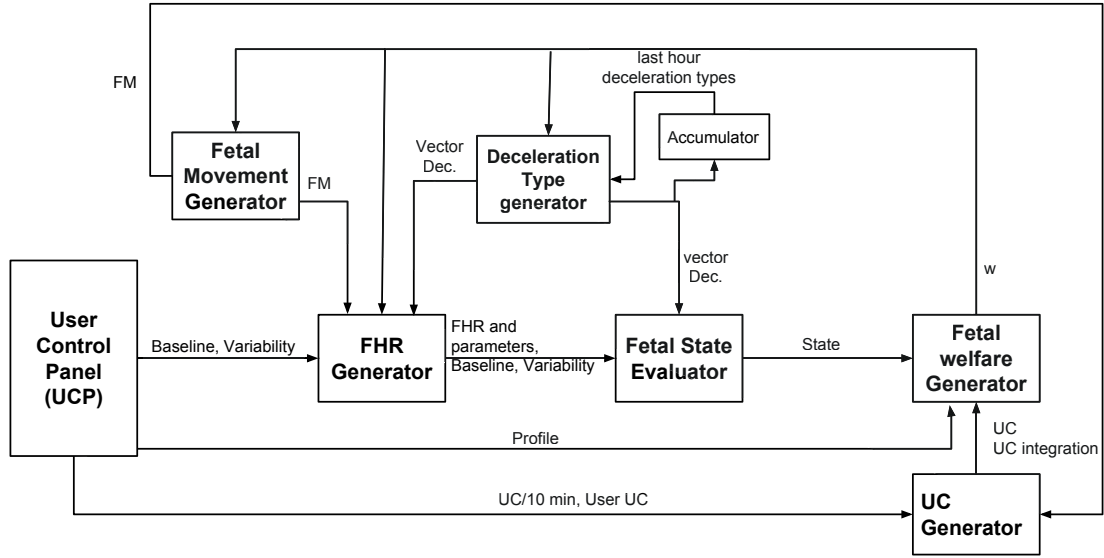 FM
last hour
deceleration types
Fetal
Movement
Generator
FM
Vector
Dec.
Deceleration
Type
generator
Accumulator
vector
Dec.
w
User
Control
Panel
(UCP)
Baseline, Variability
FHR
Generator
FHR and
parameters,
Baseline, Variability
Fetal State
Evaluator
State
Fetal
welfare
Generator
Profile
UC
UC integration
UC/10 min, User UC
UC
Generator